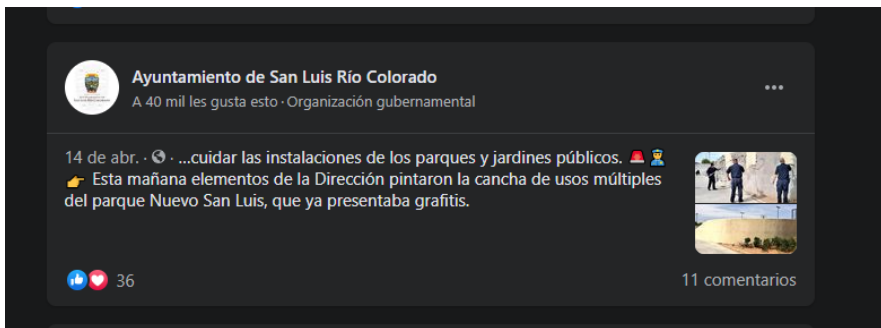 Ayuntamiento de San Luis Río Colorado
A 40 mil les gusta esto · Organización gubernamental
14 de abr. · ...cuidar las instalaciones de los parques y jardines públicos. 🚨 👮
👉 Esta mañana elementos de la Dirección pintaron la cancha de usos múltiples
del parque Nuevo San Luis, que ya presentaba grafitis.
36
11 comentarios